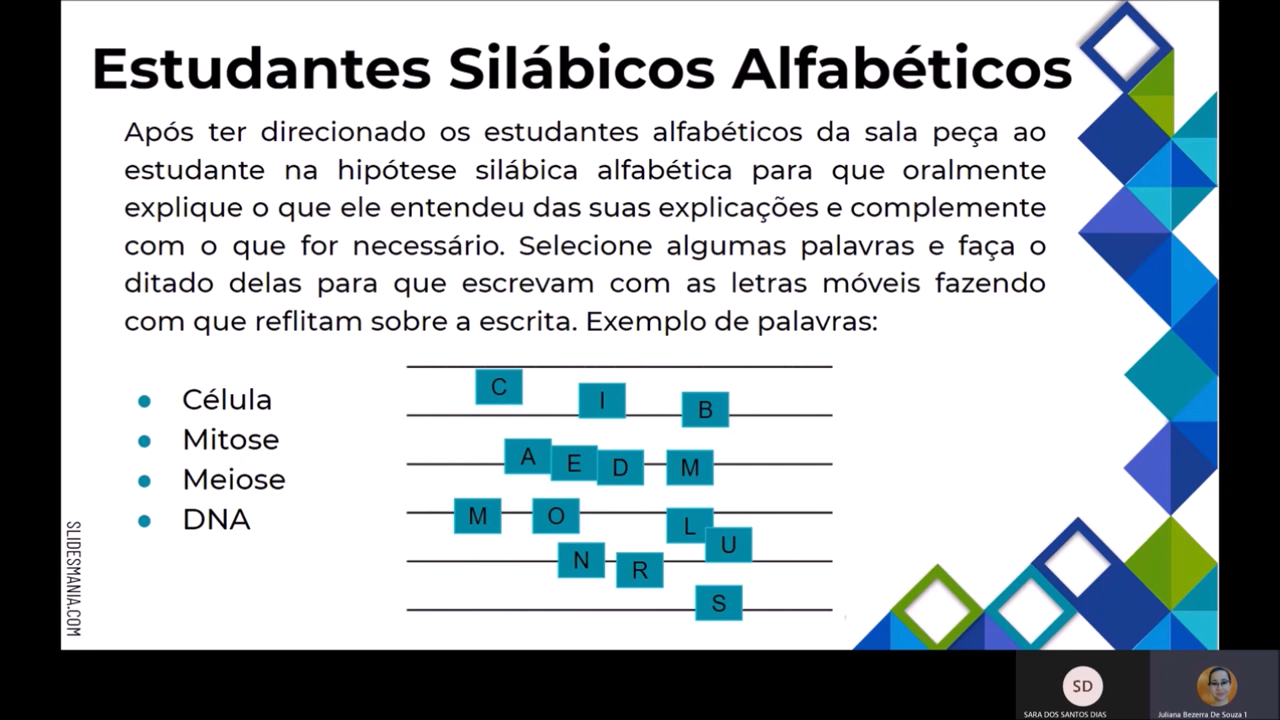 Estudantes Silábicos Alfabéticos
Após ter direcionado os estudantes alfabéticos da sala peça ao
estudante na hipótese silábica alfabética para que oralmente
explique o que ele entendeu das suas explicações e complemente
com o que for necessário. Selecione algumas palavras e faça o
ditado delas para que escrevam com as letras móveis fazendo
com que reflitam sobre a escrita. Exemplo de palavras:
Célula
Mitose
Meiose
DNA
C
I
B
A E D M
M O L
U
N R
S
SLIDESMANIA.COM
SD
SARA DOS SANTOS DIAS
Juliana Bezerra De Souza 1